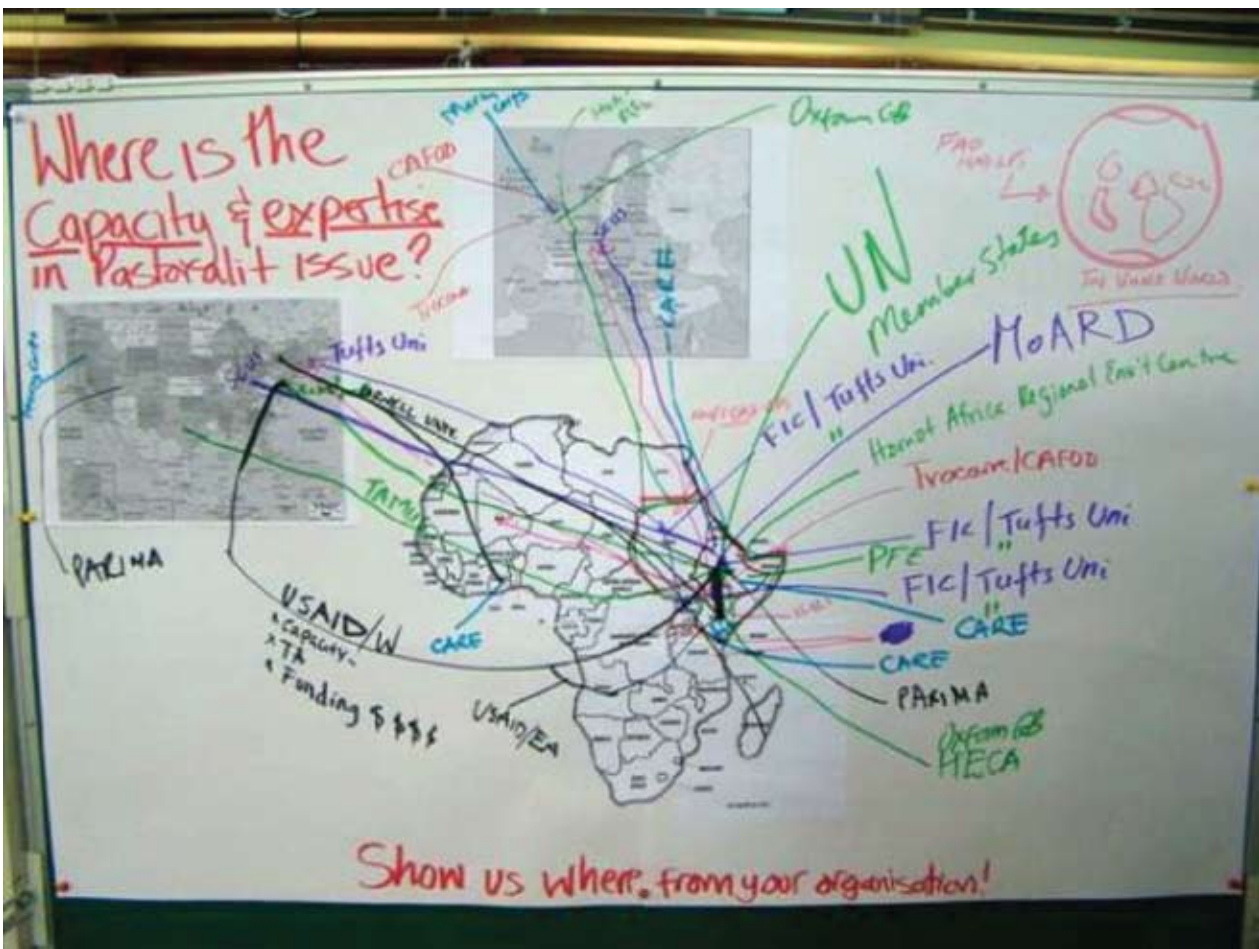 Where is the
Capacity & expertise
in Pastoralit issue?
Mercy
Corps
CAFOD
Oxfam GB
Trocaire
CARE
UN
Member States
THE WHOLE WORLD
MoARD
FIC/Tufts Uni.
"
Horn of Africa Regional Env't Centre
Trocaire/CAFOD
FIC/Tufts Uni
"
PFE
FIC/Tufts Uni
"
CARE
CARE
PARIMA
Oxfam GB
HECA
Tufts Uni
PARIMA
USAID/W
* Capacity
* TA
* Funding $$$$
CARE
USAID/EA
Show us where. from your organisation!